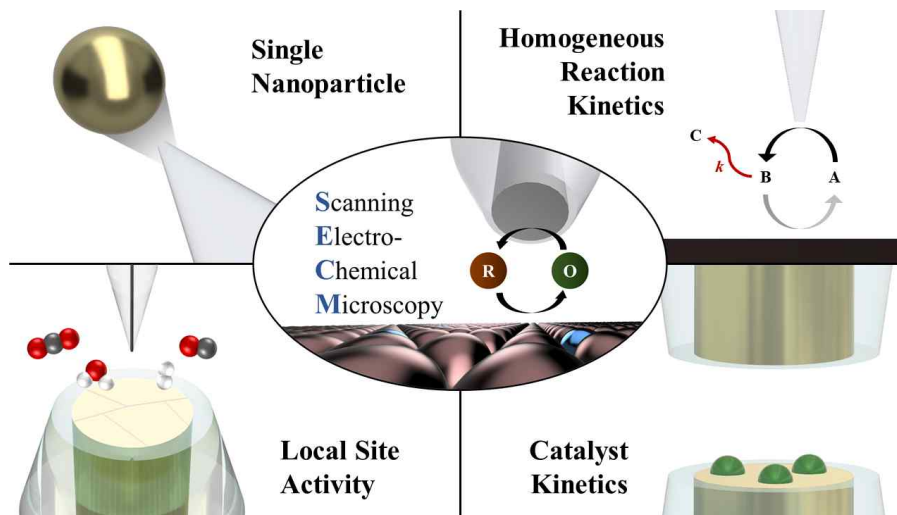 Single
Nanoparticle
Homogeneous
Reaction
Kinetics
C
k
B
A
Scanning
Electro-
Chemical
Microscopy
R
O
Local Site
Activity
Catalyst
Kinetics